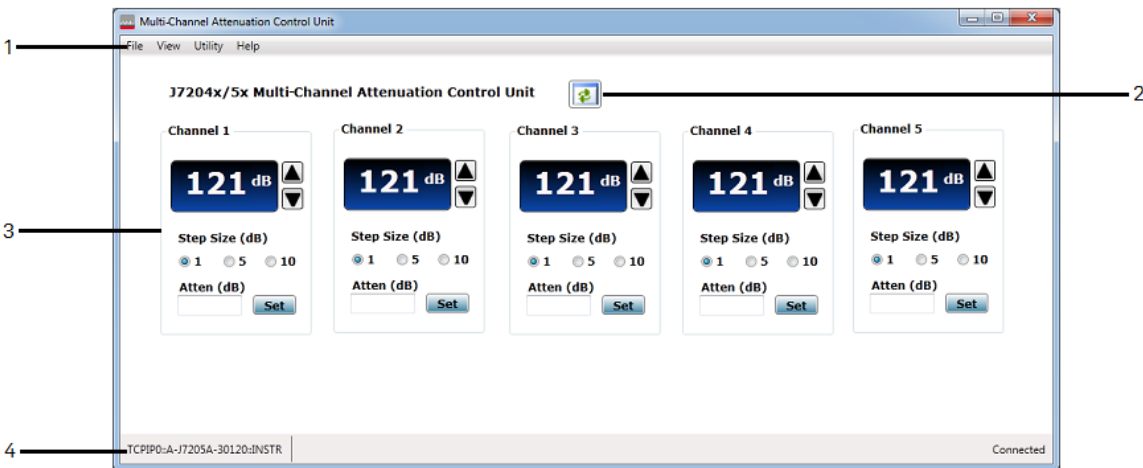 Multi-Channel Attenuation Control Unit
1
File View Utility Help
J7204x/5x Multi-Channel Attenuation Control Unit
2
Channel 1 Channel 2 Channel 3 Channel 4 Channel 5
121 dB 121 dB 121 dB 121 dB 121 dB
3
Step Size (dB) Step Size (dB) Step Size (dB) Step Size (dB) Step Size (dB)
1 5 10 1 5 10 1 5 10 1 5 10 1 5 10
Atten (dB) Atten (dB) Atten (dB) Atten (dB) Atten (dB)
Set Set Set Set Set
4
TCPIP0::A-J7205A-30120::INSTR Connected